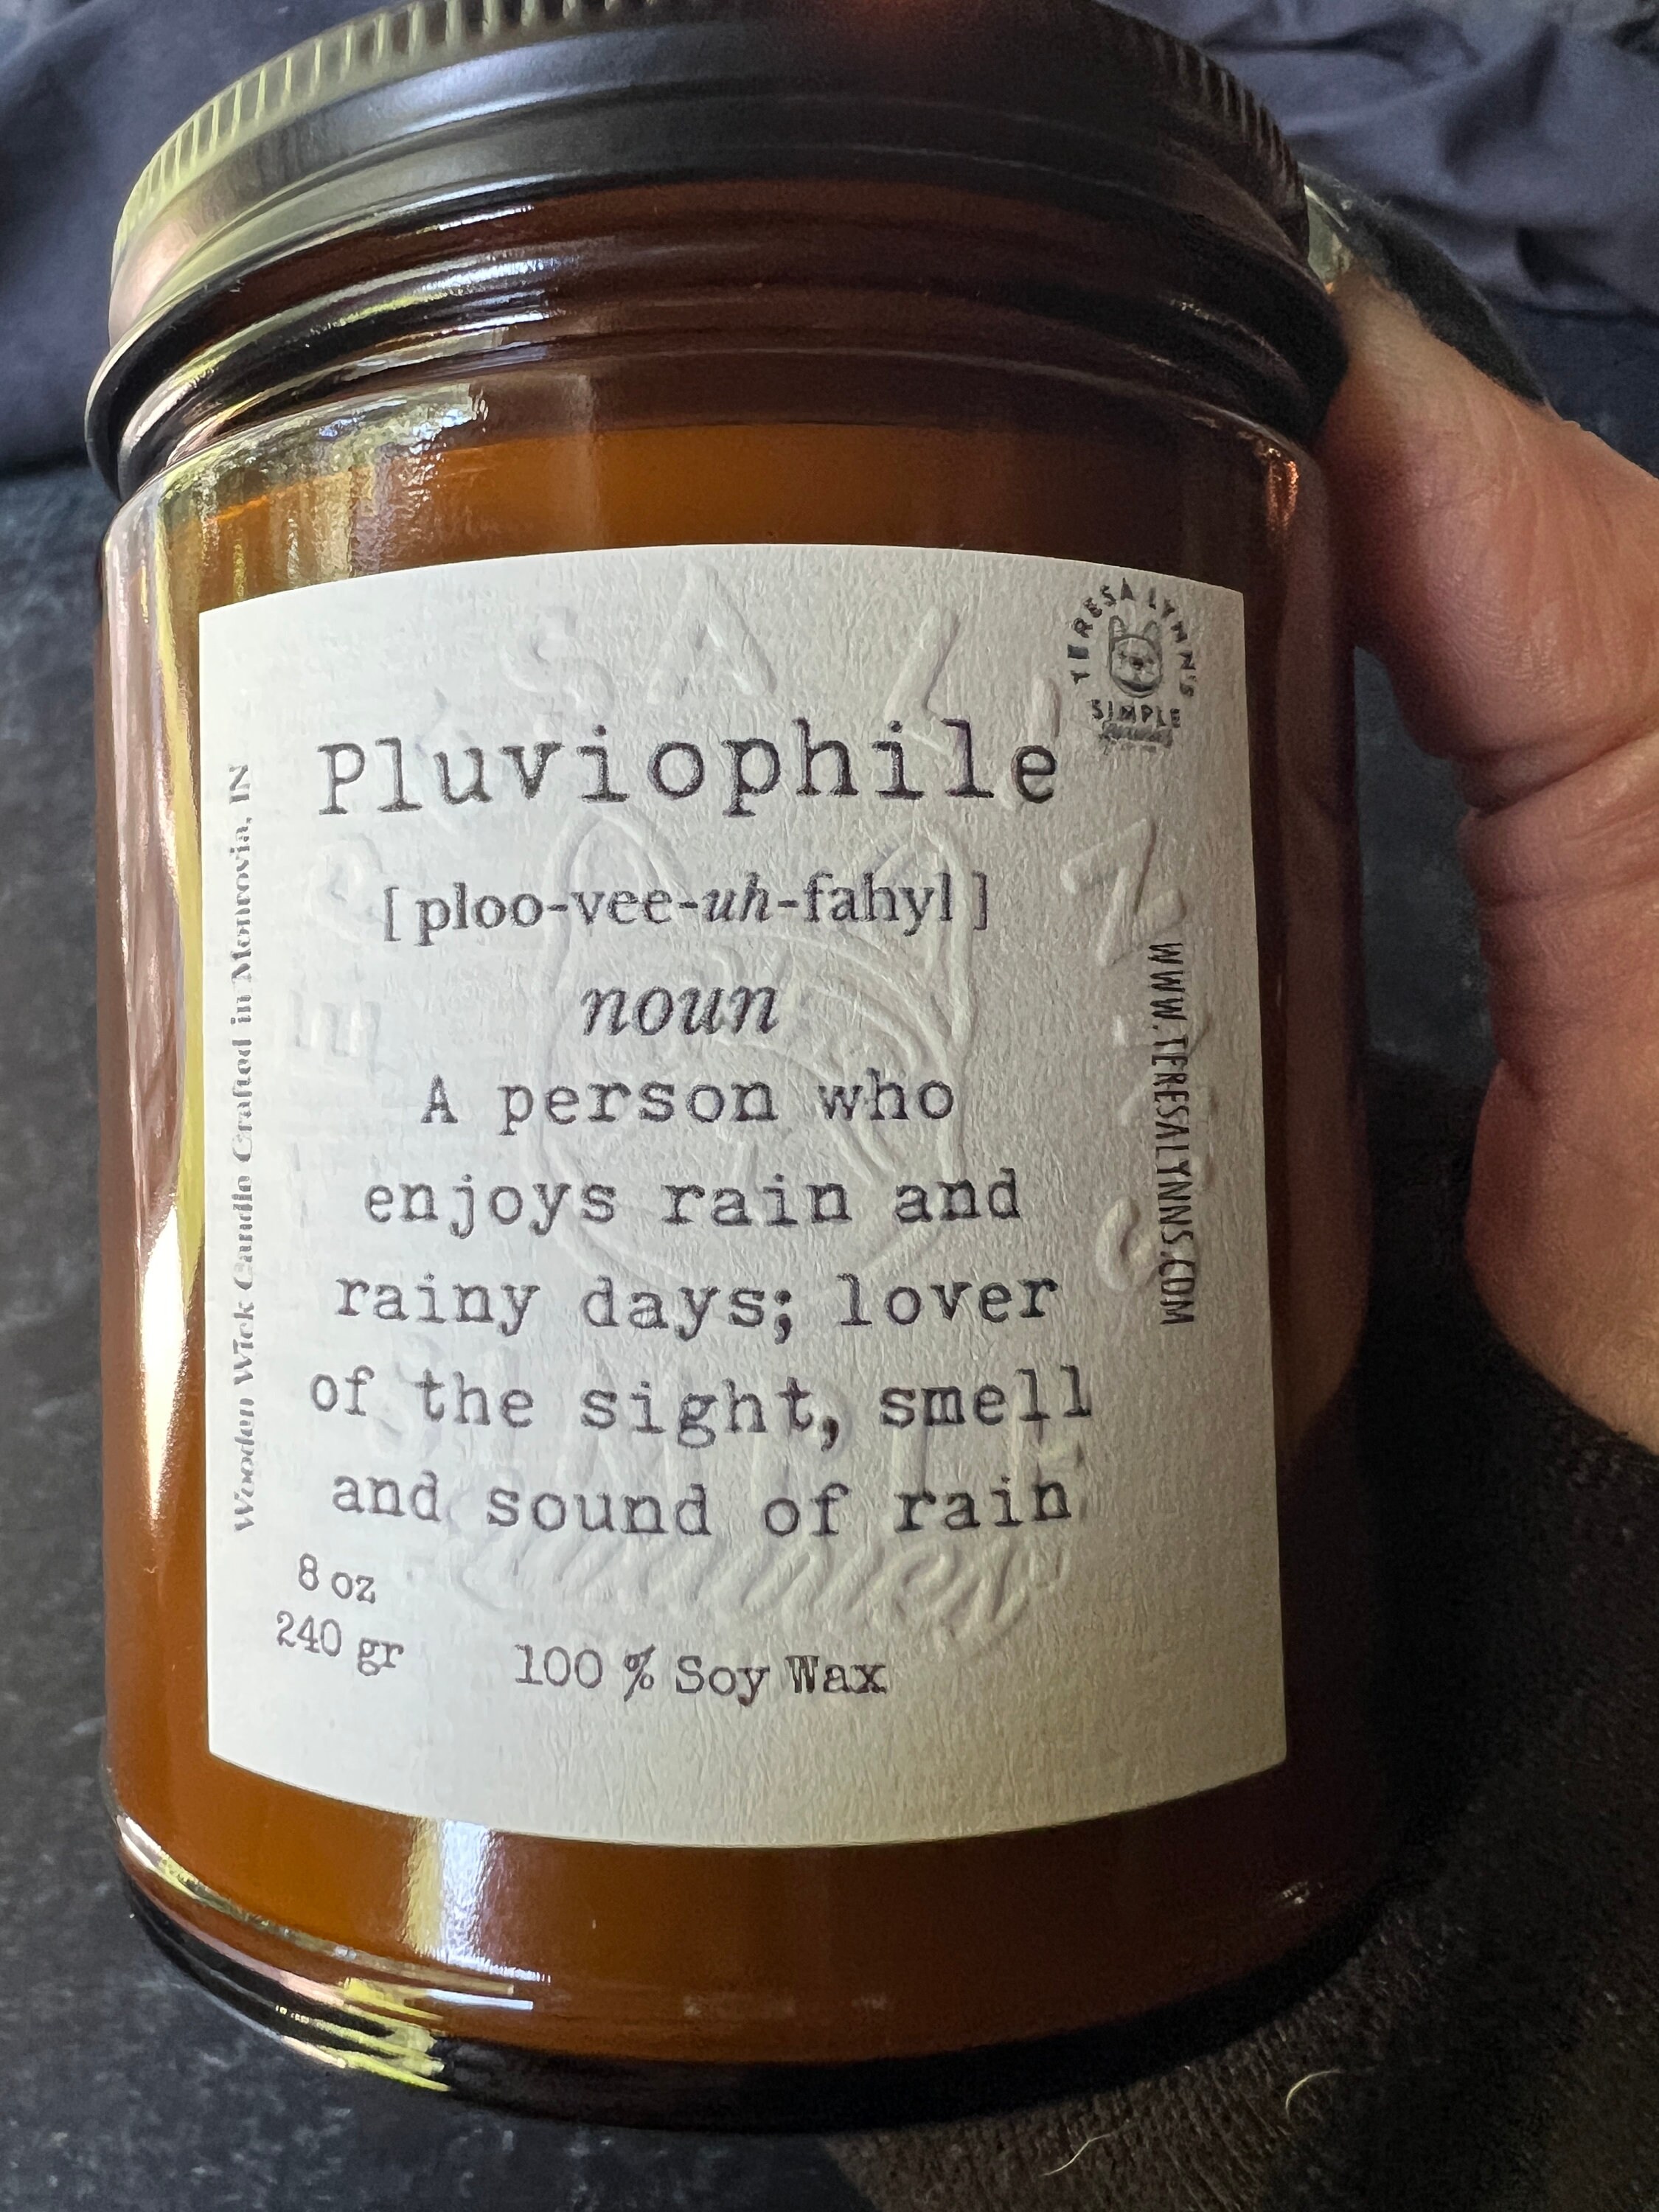 TERESA LYNN'S
SIMPLE
Pluviophile
[ ploo-vee-uh-fahyl ]
noun
A person who
enjoys rain and
rainy days; lover
of the sight, smell
and sound of rain
8 oz
240 gr
100 % Soy Wax
Wooden Wick Candle Crafted in Monrovia, IN
WWW.TERESALYNNS.COM
SA L
N
E
S
SIMPLE